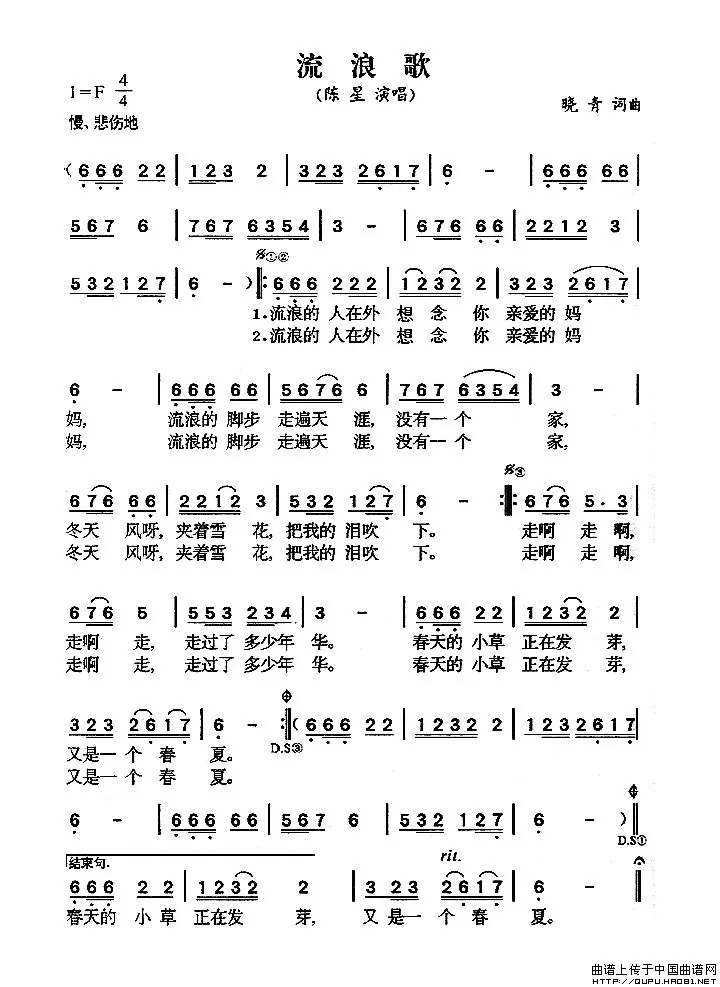 流浪歌
(陈星演唱)
1=F 4/4
慢、悲伤地
晓青 词曲
(666 22 | 123 2 | 323 2617 | 6 - | 666 66 |
567 6 | 767 6354 | 3 - | 676 66 | 2212 3 |
𝄋①②
532 127 | 6 - ) ‖: 666 222 | 1232 2 | 323 2617 |
1.流浪的 人在外 想 念 你 亲爱的 妈
2.流浪的 人在外 想 念 你 亲爱的 妈
6 - | 666 66 | 5676 6 | 767 6354 | 3 - |
妈, 流浪的 脚步 走遍天 涯, 没有一 个 家,
妈, 流浪的 脚步 走遍天 涯, 没有一 个 家,
𝄋③
676 66 | 2212 3 | 532 127 | 6 - :‖: 676 5.3 |
冬天 风呀, 夹着雪 花, 把我的 泪吹 下。 走啊 走啊,
冬天 风呀, 夹着雪 花, 把我的 泪吹 下。 走啊 走啊,
676 5 | 553 234 | 3 - | 666 22 | 1232 2 |
走啊 走, 走过了 多少年 华。 春天的 小草 正在发 芽,
走啊 走, 走过了 多少年 华。 春天的 小草 正在发 芽,
323 2617 | 6 - :‖ (666 22 | 1232 2 | 1232617 |
D.S③
又是一 个 春 夏。
又是一 个 春 夏。
6 - | 666 66 | 567 6 | 532 127 | 6 - ) ‖
D.S①
结束句. rit.
666 2 2 | 1232 2 | 3 23 2617 | 6 - ‖
春天的 小 草 正在发 芽, 又 是一 个 春 夏。
曲谱上传于中国曲谱网
HTTP://QUPU.HAO81.NET